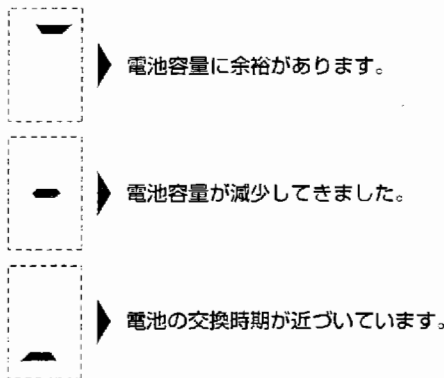 電池容量に余裕があります。
電池容量が減少してきました。
電池の交換時期が近づいています。